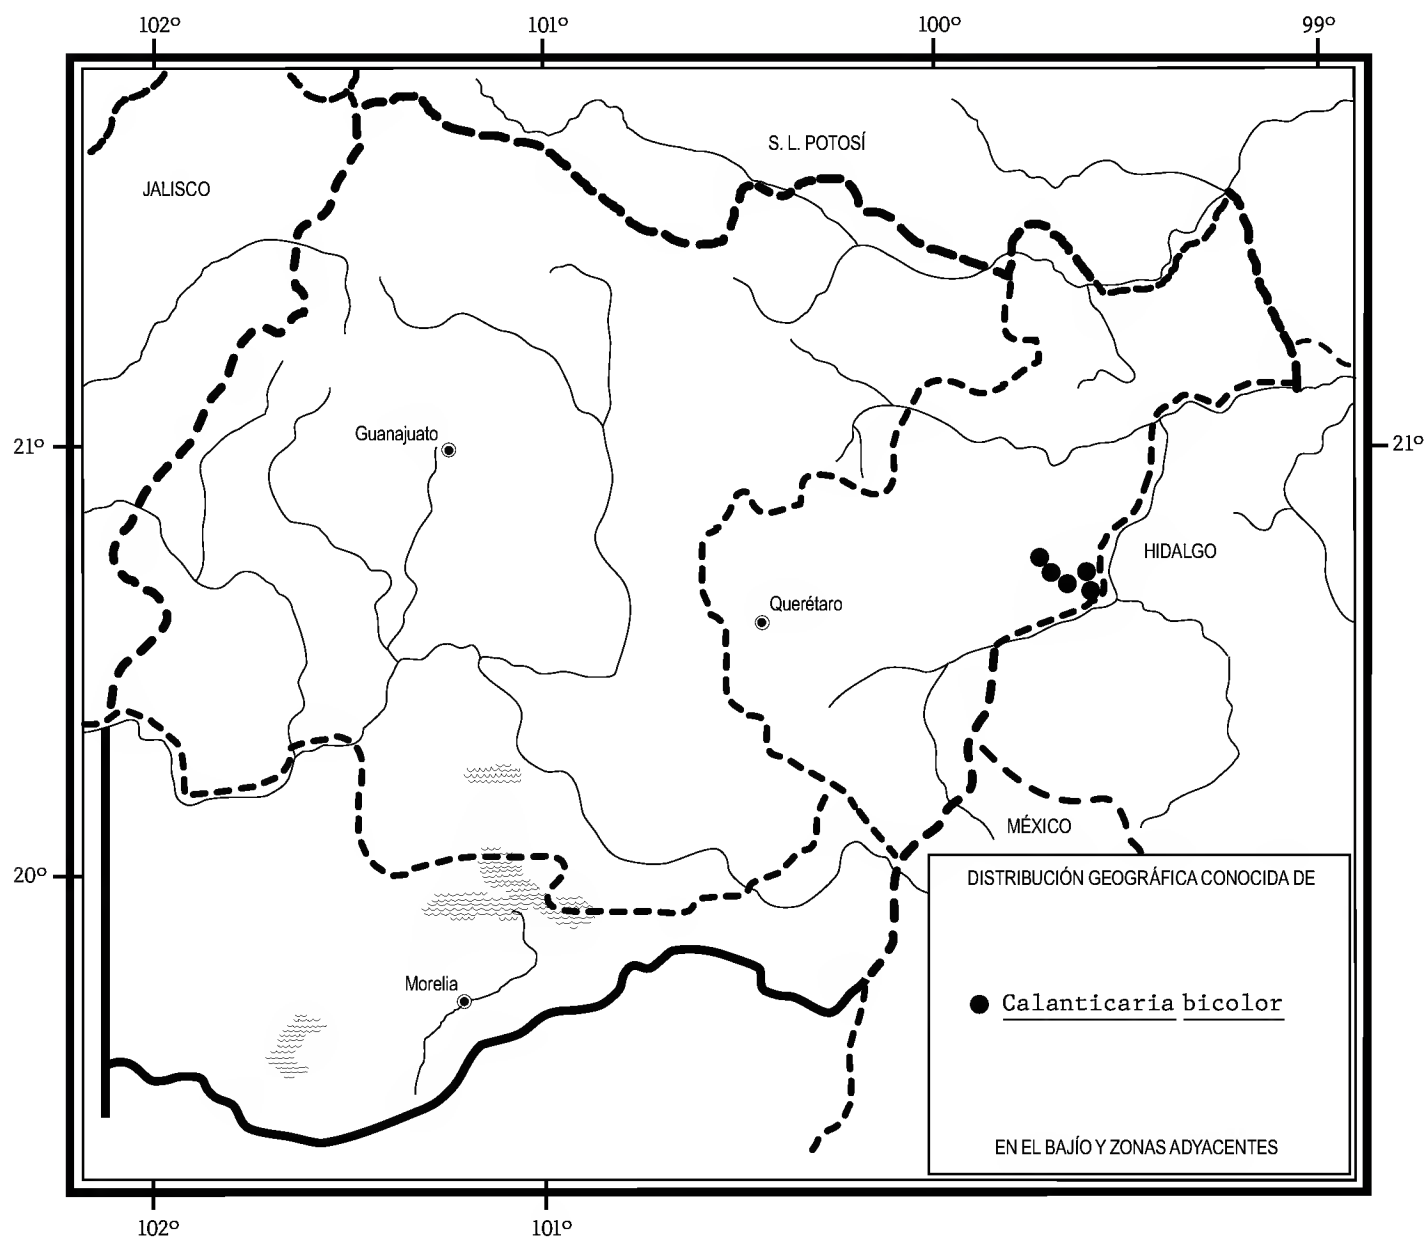 102º 101º 100º 99º
S. L. POTOSÍ
JALISCO
Guanajuato
21º 21º
HIDALGO
Querétaro
MÉXICO
20º
DISTRIBUCIÓN GEOGRÁFICA CONOCIDA DE
Morelia
Calanticaria bicolor
EN EL BAJÍO Y ZONAS ADYACENTES
102º 101º